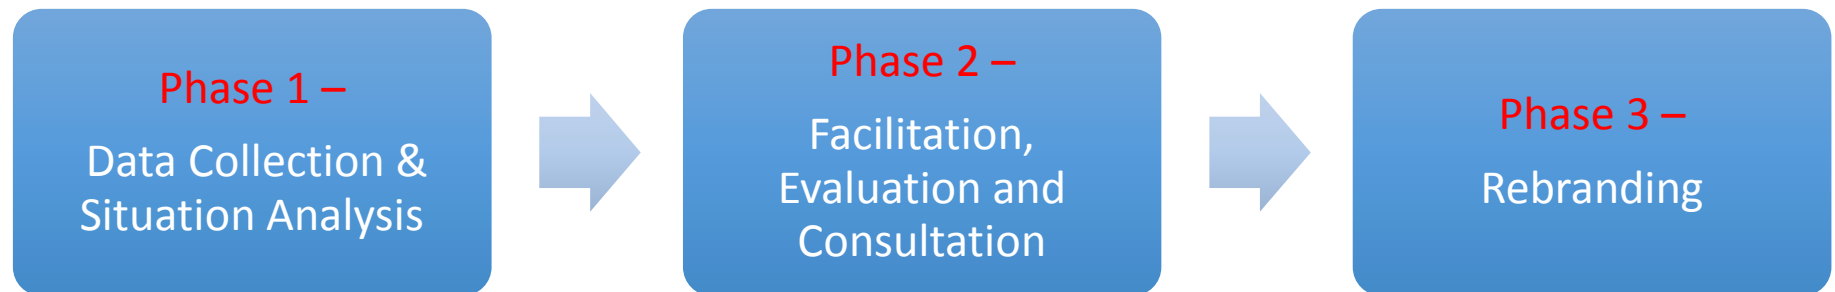 Phase 1 –
Data Collection &
Situation Analysis
Phase 2 –
Facilitation,
Evaluation and
Consultation
Phase 3 –
Rebranding